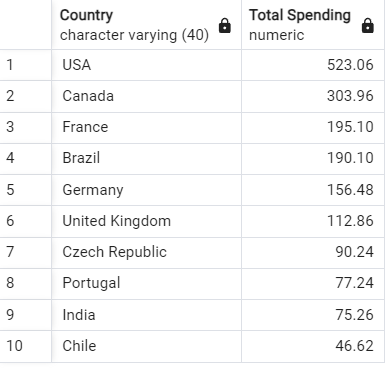 Country Total Spending
character varying (40) numeric
1 USA 523.06
2 Canada 303.96
3 France 195.10
4 Brazil 190.10
5 Germany 156.48
6 United Kingdom 112.86
7 Czech Republic 90.24
8 Portugal 77.24
9 India 75.26
10 Chile 46.62